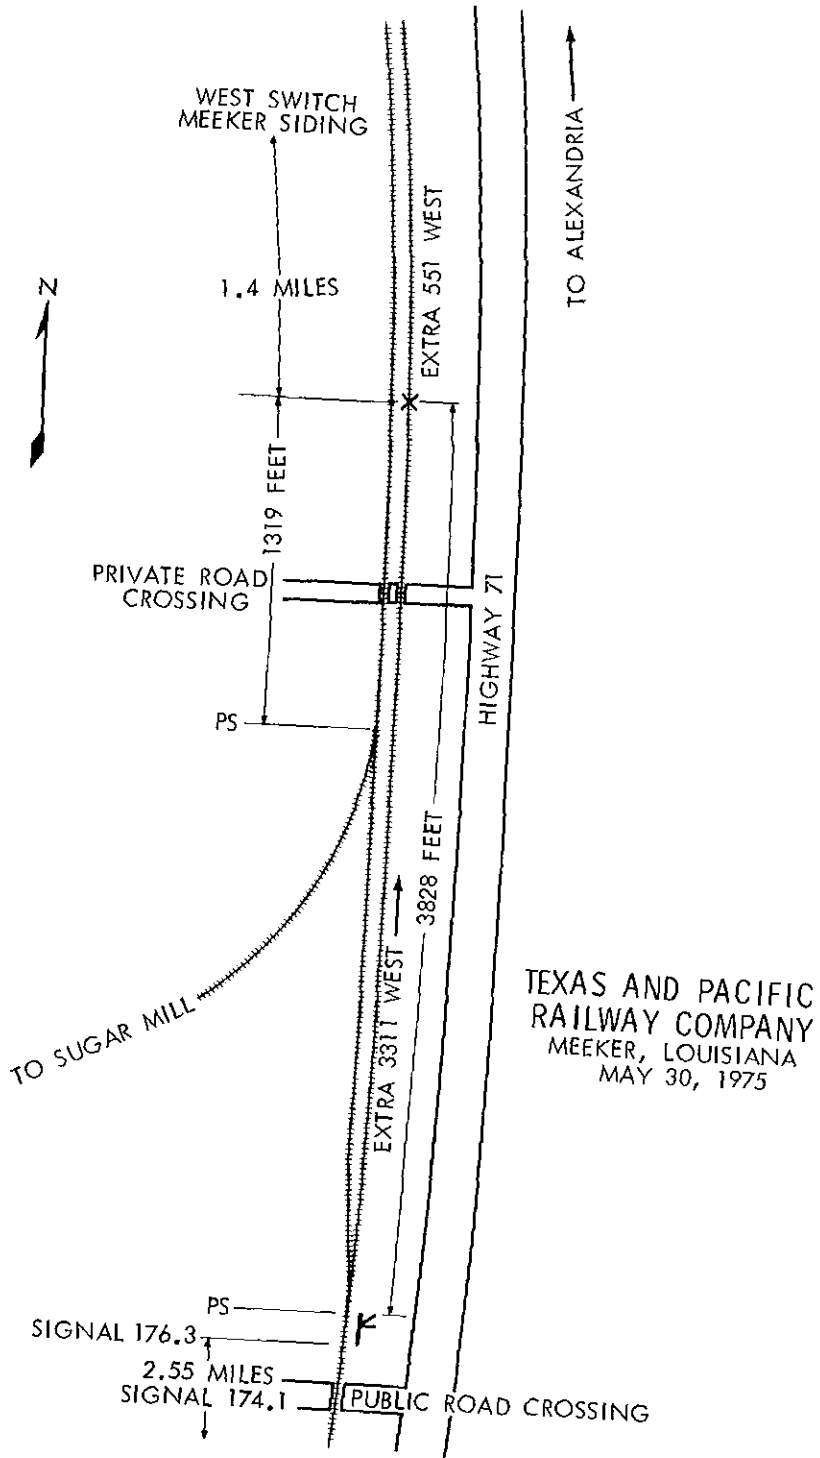 WEST SWITCH
MEEKER SIDING
TO ALEXANDRIA
N
1.4 MILES
EXTRA 551 WEST
X
1319 FEET
PRIVATE ROAD
CROSSING
HIGHWAY 71
PS
3828 FEET
EXTRA 3311 WEST
TO SUGAR MILL
TEXAS AND PACIFIC
RAILWAY COMPANY
MEEKER, LOUISIANA
MAY 30, 1975
PS
SIGNAL 176.3
2.55 MILES
SIGNAL 174.1
PUBLIC ROAD CROSSING